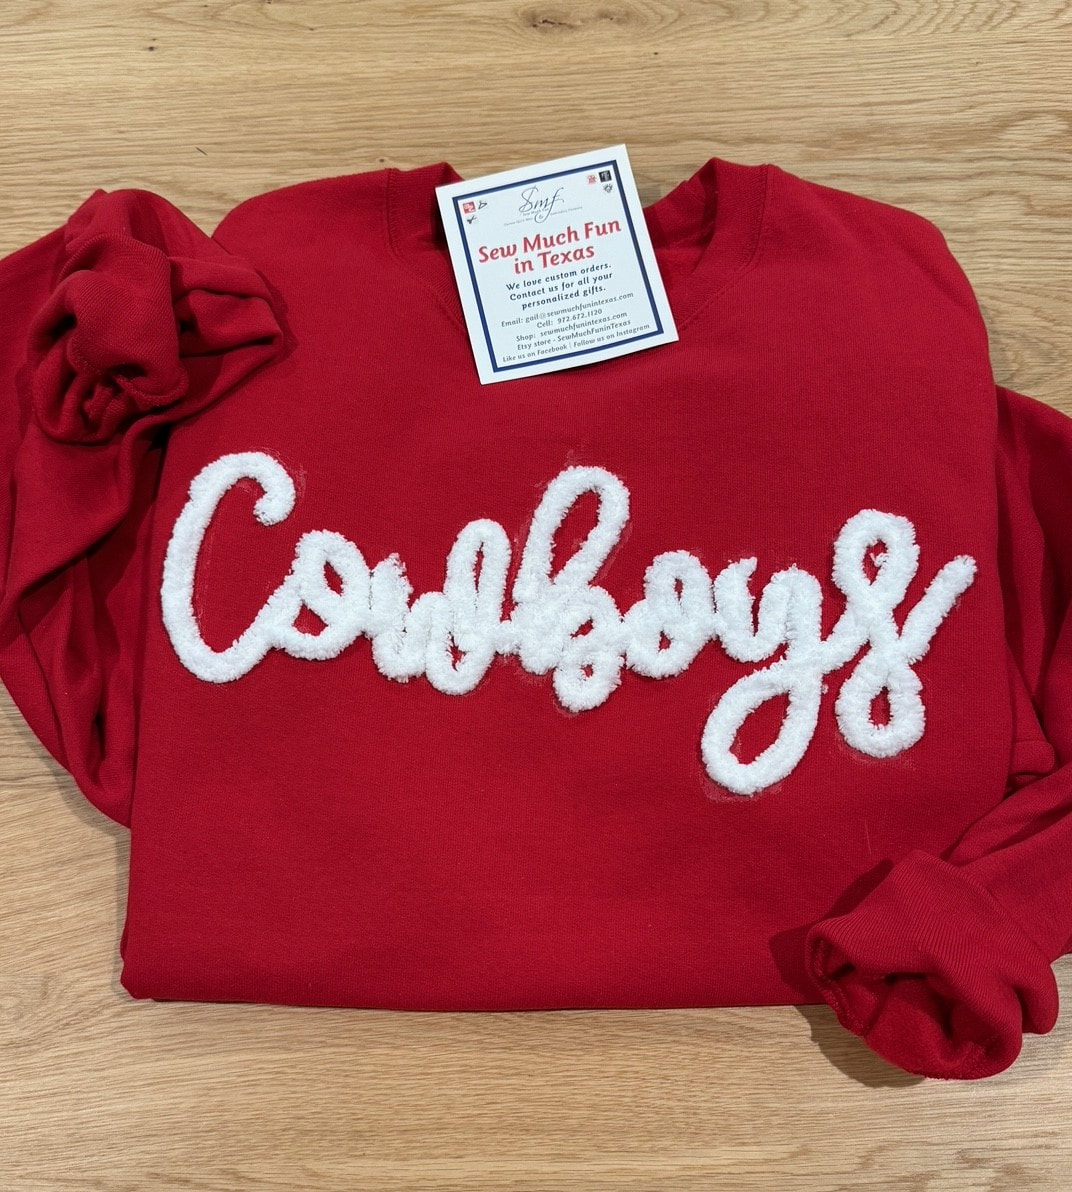 Smf
Sew Much Fun
in Texas
We love custom orders.
Contact us for all your
personalized gifts.
Email: gail@sewmuchfunintexas.com
Cell: 972.672.1120
Shop: sewmuchfunintexas.com
Etsy store - SewMuchFuninTexas
Like us on Facebook | Follow us on Instagram
Cowboys